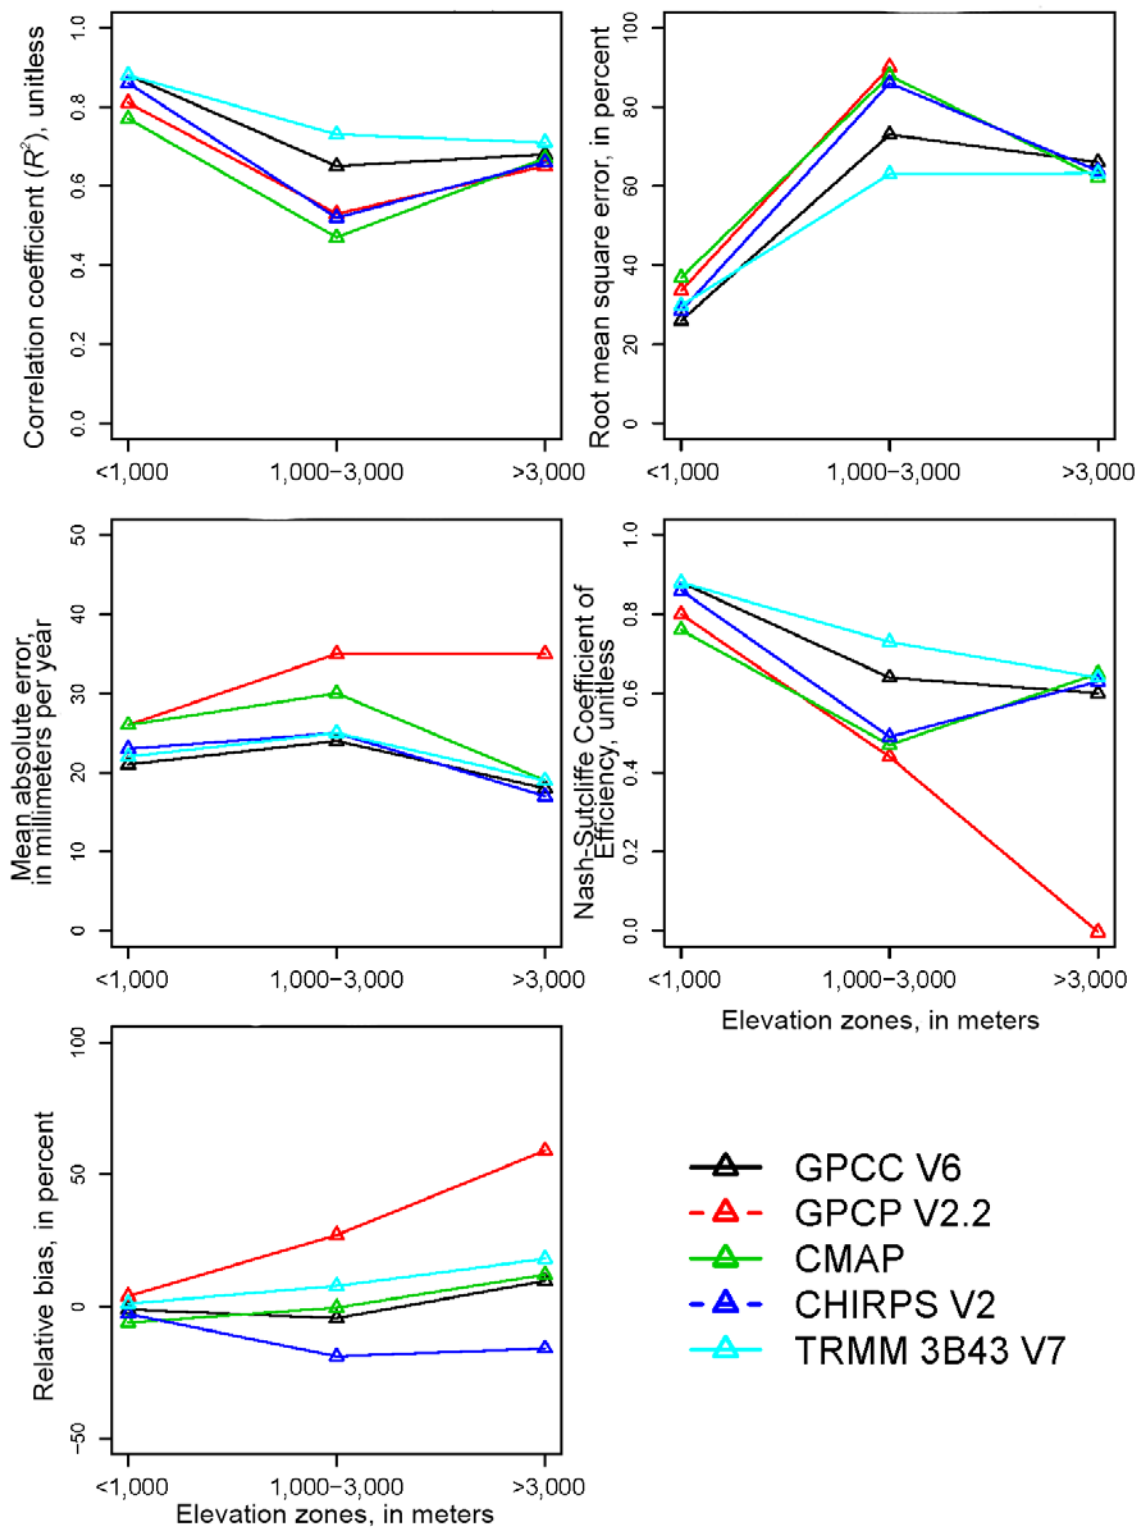 Correlation coefficient (R²), unitless
1.0
0.8
0.6
0.4
0.2
0.0
<1,000 1,000−3,000 >3,000
Root mean square error, in percent
100
80
60
40
20
0
<1,000 1,000−3,000 >3,000
Mean absolute error,
in millimeters per year
50
40
30
20
10
0
<1,000 1,000−3,000 >3,000
Nash-Sutcliffe Coefficient of
Efficiency, unitless
1.0
0.8
0.6
0.4
0.2
0.0
<1,000 1,000−3,000 >3,000
Elevation zones, in meters
Relative bias, in percent
100
50
0
−50
<1,000 1,000−3,000 >3,000
Elevation zones, in meters
GPCC V6
GPCP V2.2
CMAP
CHIRPS V2
TRMM 3B43 V7